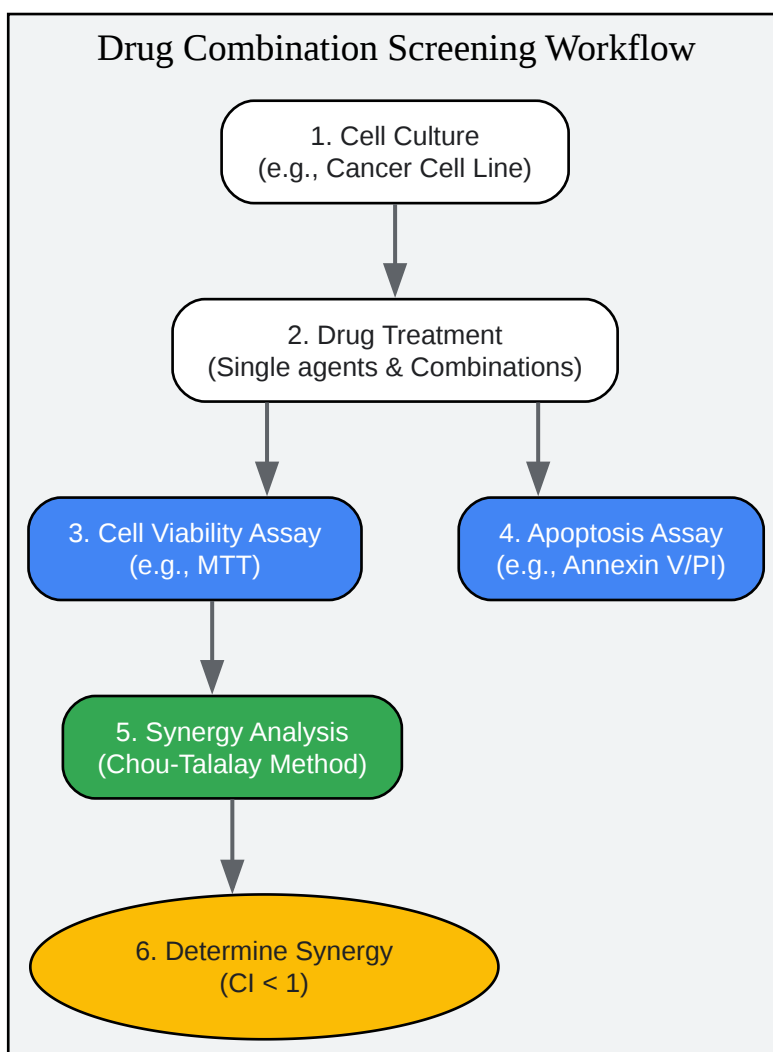 Drug Combination Screening Workflow
1. Cell Culture
(e.g., Cancer Cell Line)
2. Drug Treatment
(Single agents & Combinations)
3. Cell Viability Assay
(e.g., MTT)
4. Apoptosis Assay
(e.g., Annexin V/PI)
5. Synergy Analysis
(Chou-Talalay Method)
6. Determine Synergy
(CI < 1)